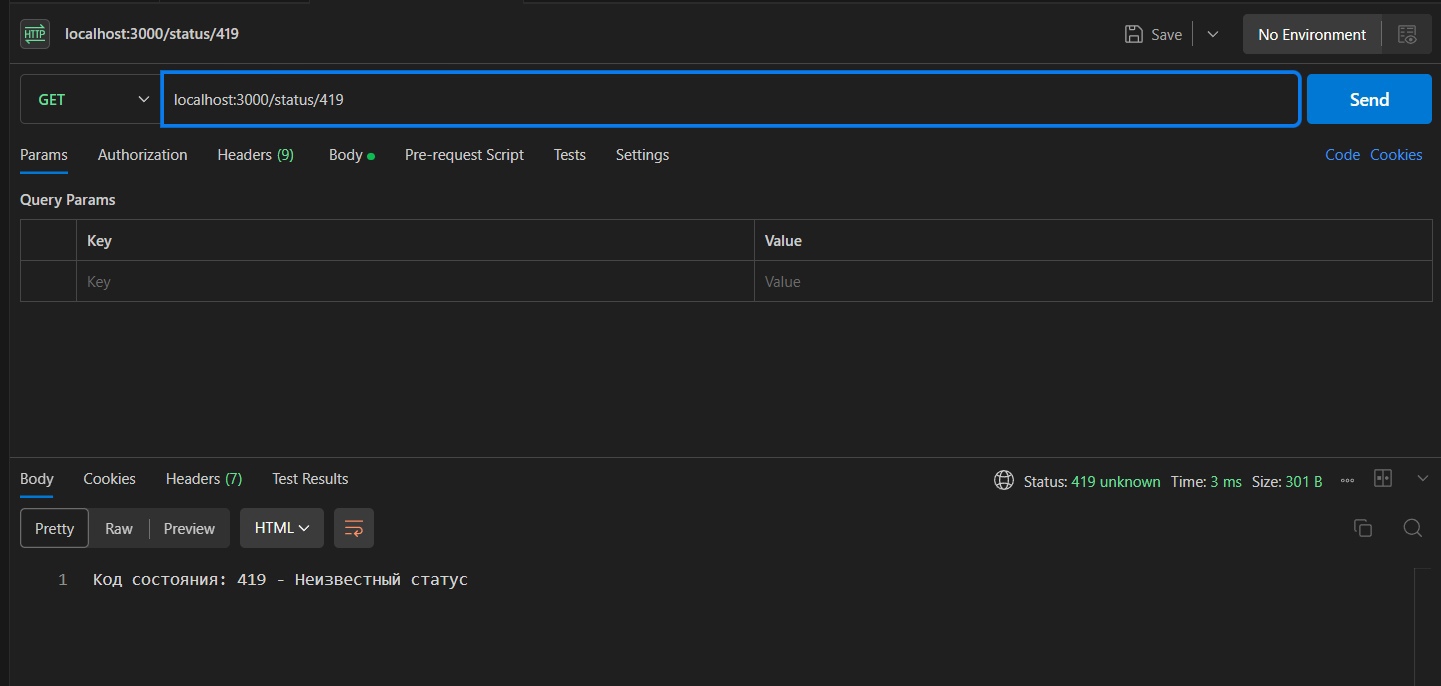 HTTP localhost:3000/status/419 Save No Environment
GET localhost:3000/status/419 Send
Params Authorization Headers (9) Body Pre-request Script Tests Settings Code Cookies
Query Params
Key Value
Key Value
Body Cookies Headers (7) Test Results Status: 419 unknown Time: 3 ms Size: 301 B
Pretty Raw Preview HTML
1 Код состояния: 419 - Неизвестный статус